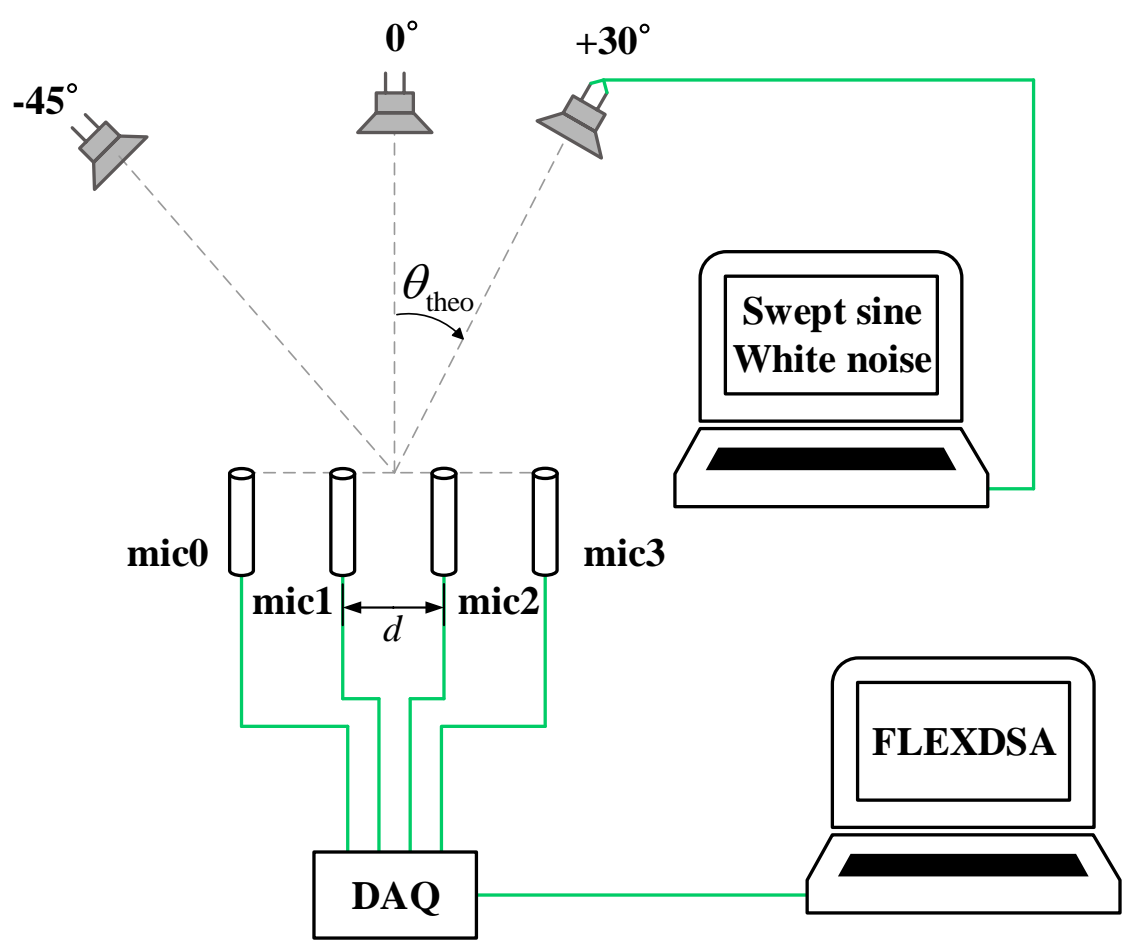 0°
+30°
-45°
θtheo
Swept sine
White noise
mic0
mic3
mic1
mic2
d
FLEXDSA
DAQ